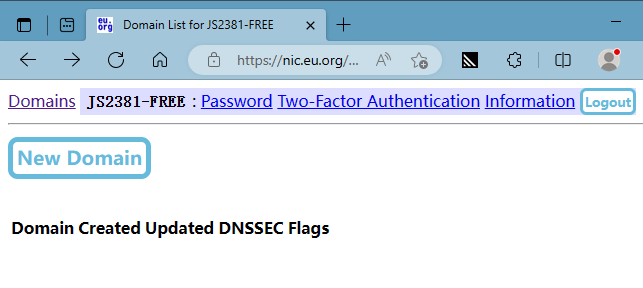 eu.org Domain List for JS2381-FREE
https://nic.eu.org/...
Domains JS2381-FREE : Password Two-Factor Authentication Information Logout
New Domain
Domain Created Updated DNSSEC Flags